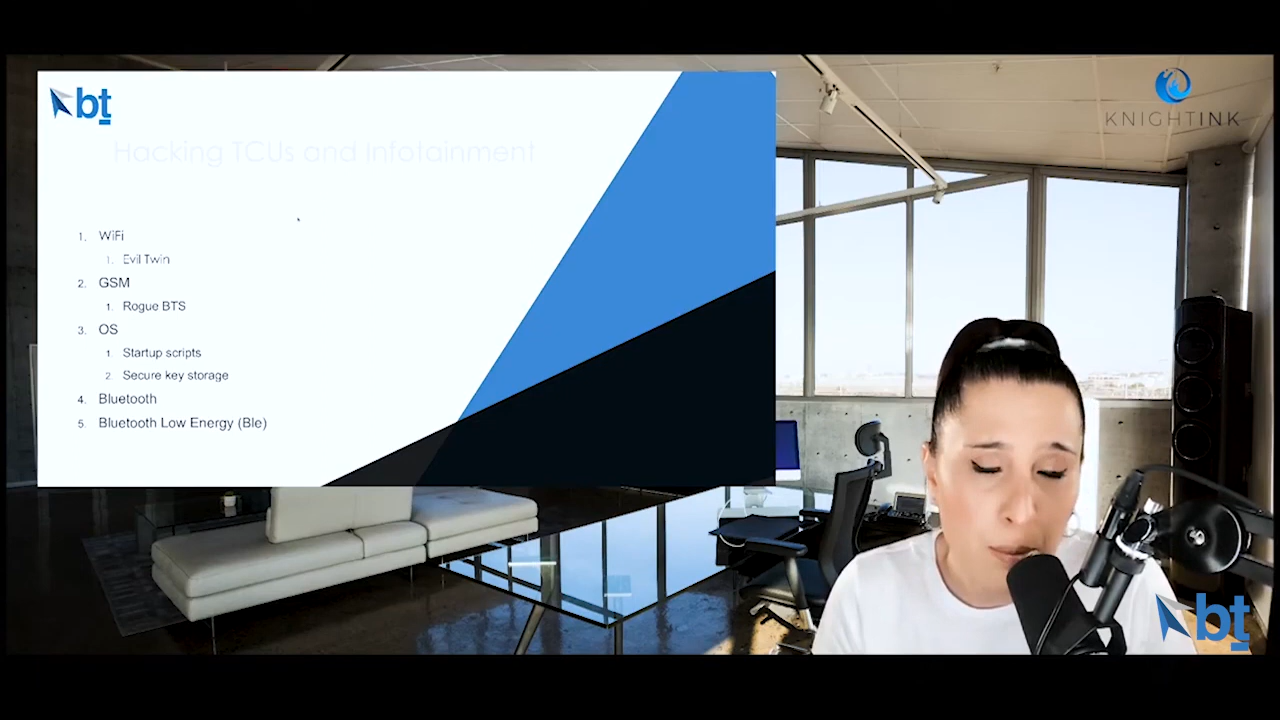 bt
KNIGHTINK
Hacking TCUs and Infotainment
1. WiFi
1. Evil Twin
2. GSM
1. Rogue BTS
3. OS
1. Startup scripts
2. Secure key storage
4. Bluetooth
5. Bluetooth Low Energy (Ble)
bt